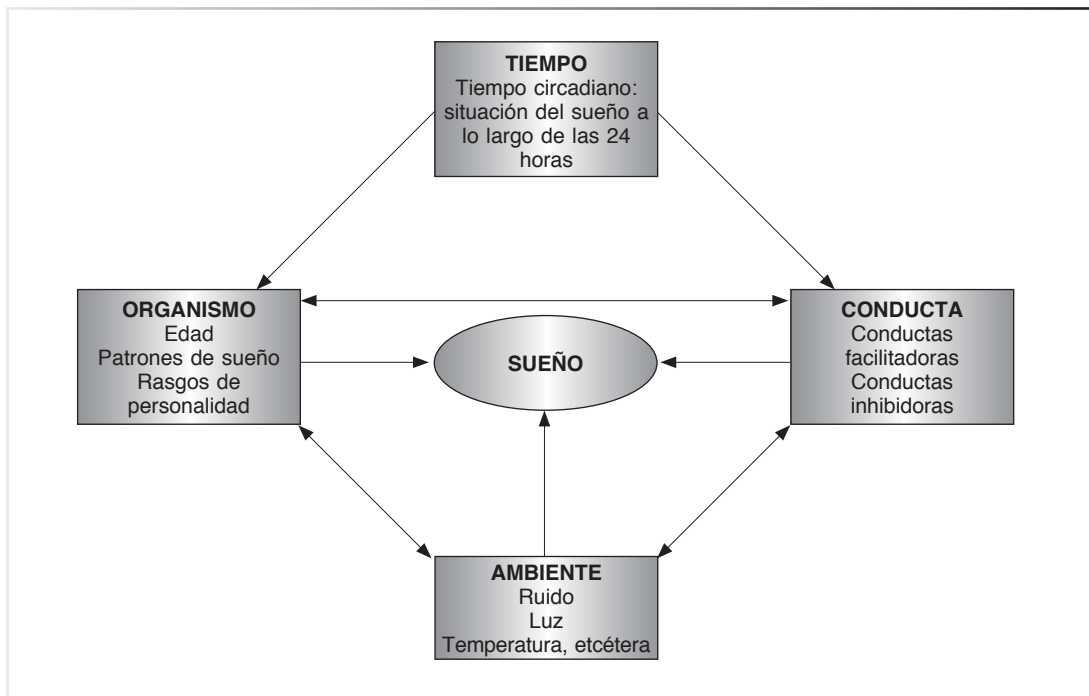 TIEMPO
Tiempo circadiano:
situación del sueño a
lo largo de las 24
horas
ORGANISMO
Edad
Patrones de sueño
Rasgos de
personalidad
SUEÑO
CONDUCTA
Conductas
facilitadoras
Conductas
inhibidoras
AMBIENTE
Ruido
Luz
Temperatura, etcétera